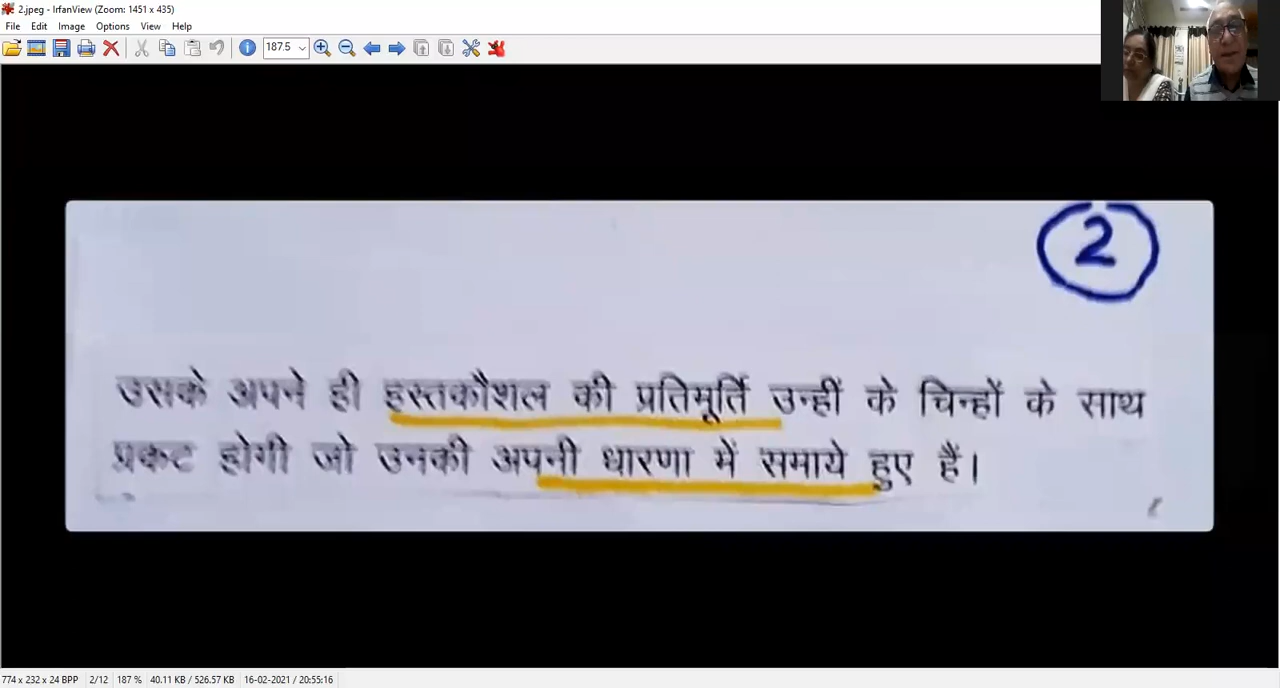 2.jpeg - IrfanView (Zoom: 1451 x 435)
File Edit Image Options View Help
187.5
2
उसके अपने ही हस्तकौशल की प्रतिमूर्ति उन्हीं के चिन्हों के साथ
प्रकट होगी जो उनकी अपनी धारणा में समाये हुए हैं।
774 x 232 x 24 BPP 2/12 187 % 40.11 KB / 526.57 KB 16-02-2021 / 20:55:16